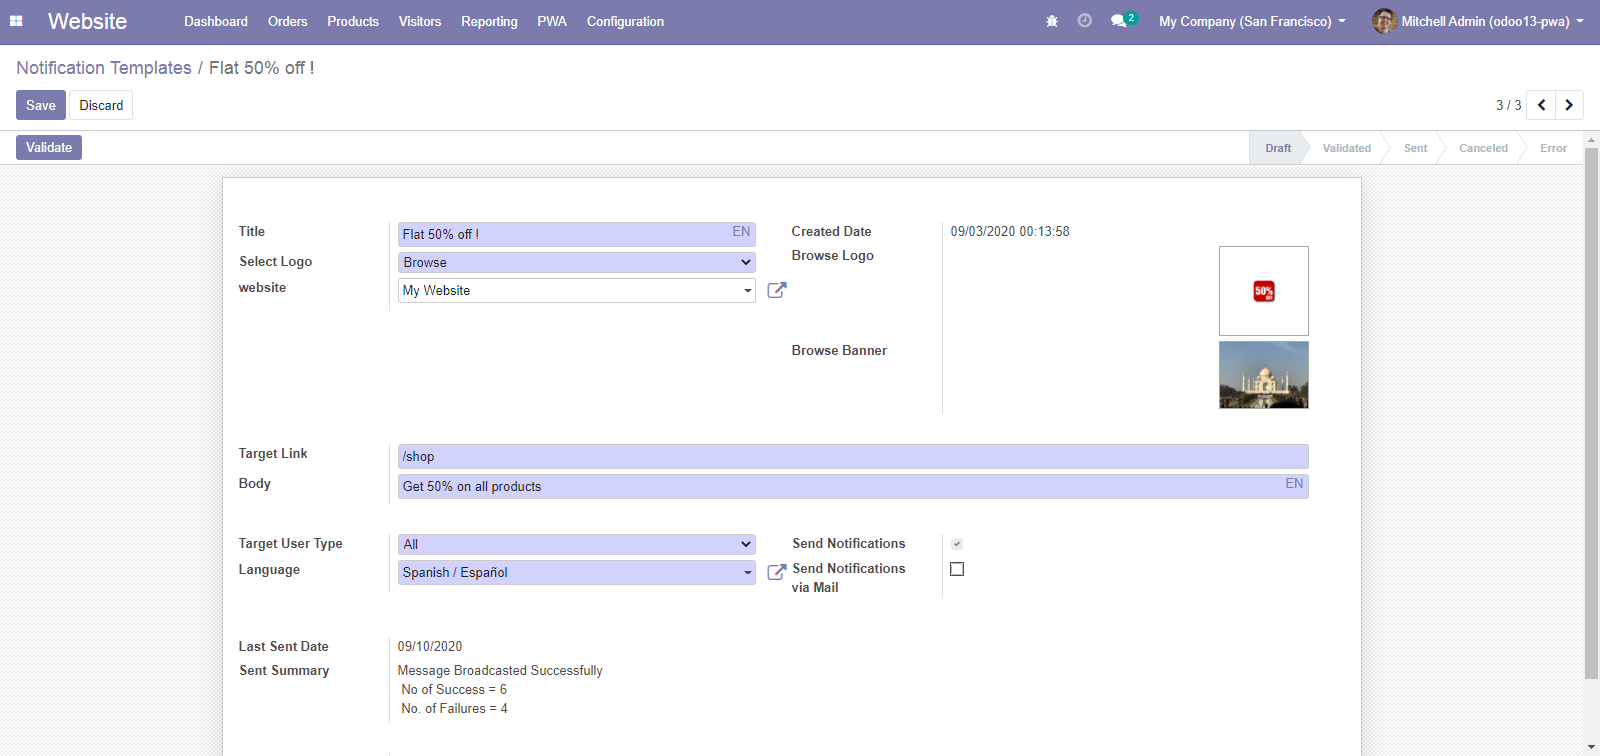 Website Dashboard Orders Products Visitors Reporting PWA Configuration 2 My Company (San Francisco) Mitchell Admin (odoo13-pwa)
Notification Templates / Flat 50% off !
Save Discard 3 / 3
Validate Draft Validated Sent Canceled Error
Title Flat 50% off ! EN Created Date 09/03/2020 00:13:58
Select Logo Browse Browse Logo
website My Website
50%
OFF
Browse Banner
Target Link /shop
Body Get 50% on all products EN
Target User Type All Send Notifications
Language Spanish / Español Send Notifications
via Mail
Last Sent Date 09/10/2020
Sent Summary Message Broadcasted Successfully
No of Success = 6
No. of Failures = 4